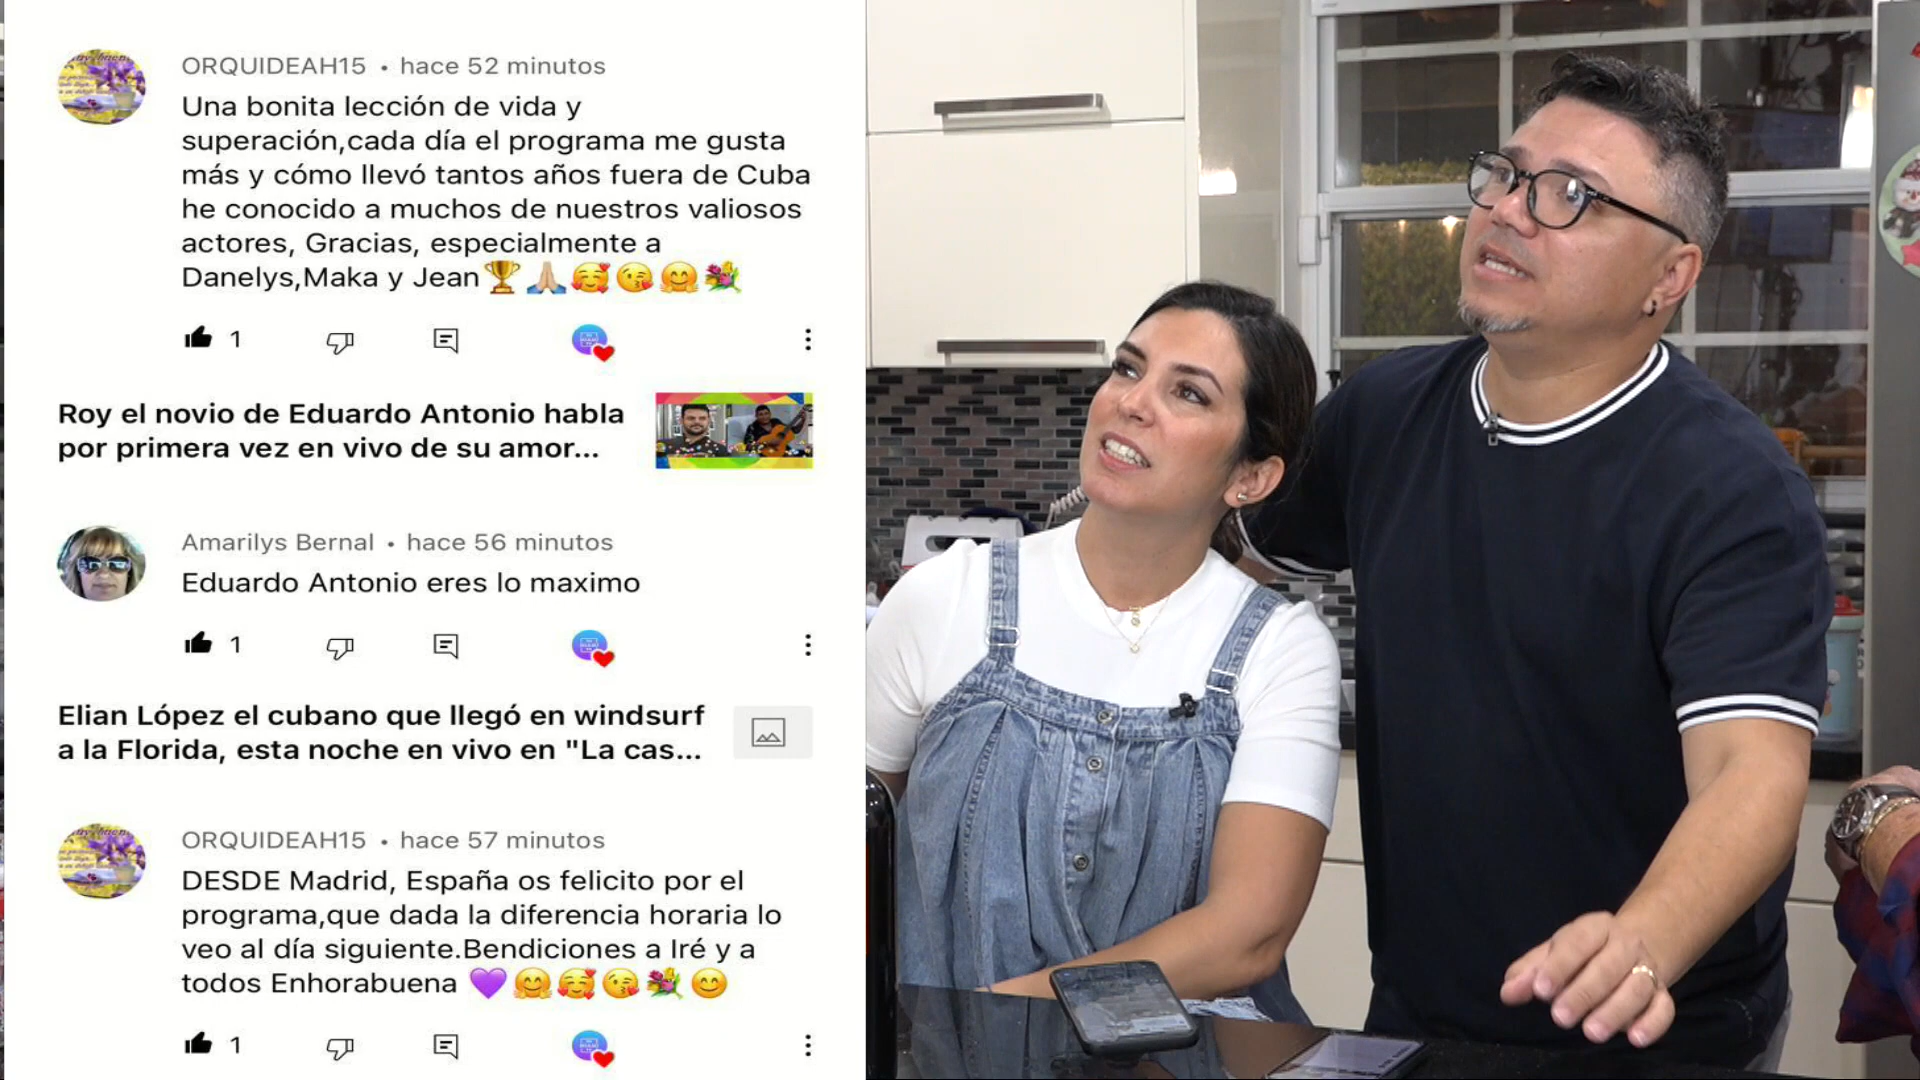 ORQUIDEAH15 • hace 52 minutos
Una bonita lección de vida y
superación,cada día el programa me gusta
más y cómo llevó tantos años fuera de Cuba
he conocido a muchos de nuestros valiosos
actores, Gracias, especialmente a
Danelys,Maka y Jean🏆🙏🏼🥰😘🤗💐
1
Roy el novio de Eduardo Antonio habla
por primera vez en vivo de su amor...
Amarilys Bernal • hace 56 minutos
Eduardo Antonio eres lo maximo
1
Elian López el cubano que llegó en windsurf
a la Florida, esta noche en vivo en "La cas...
ORQUIDEAH15 • hace 57 minutos
DESDE Madrid, España os felicito por el
programa,que dada la diferencia horaria lo
veo al día siguiente.Bendiciones a Iré y a
todos Enhorabuena 💜🤗🥰😘💐😊
1